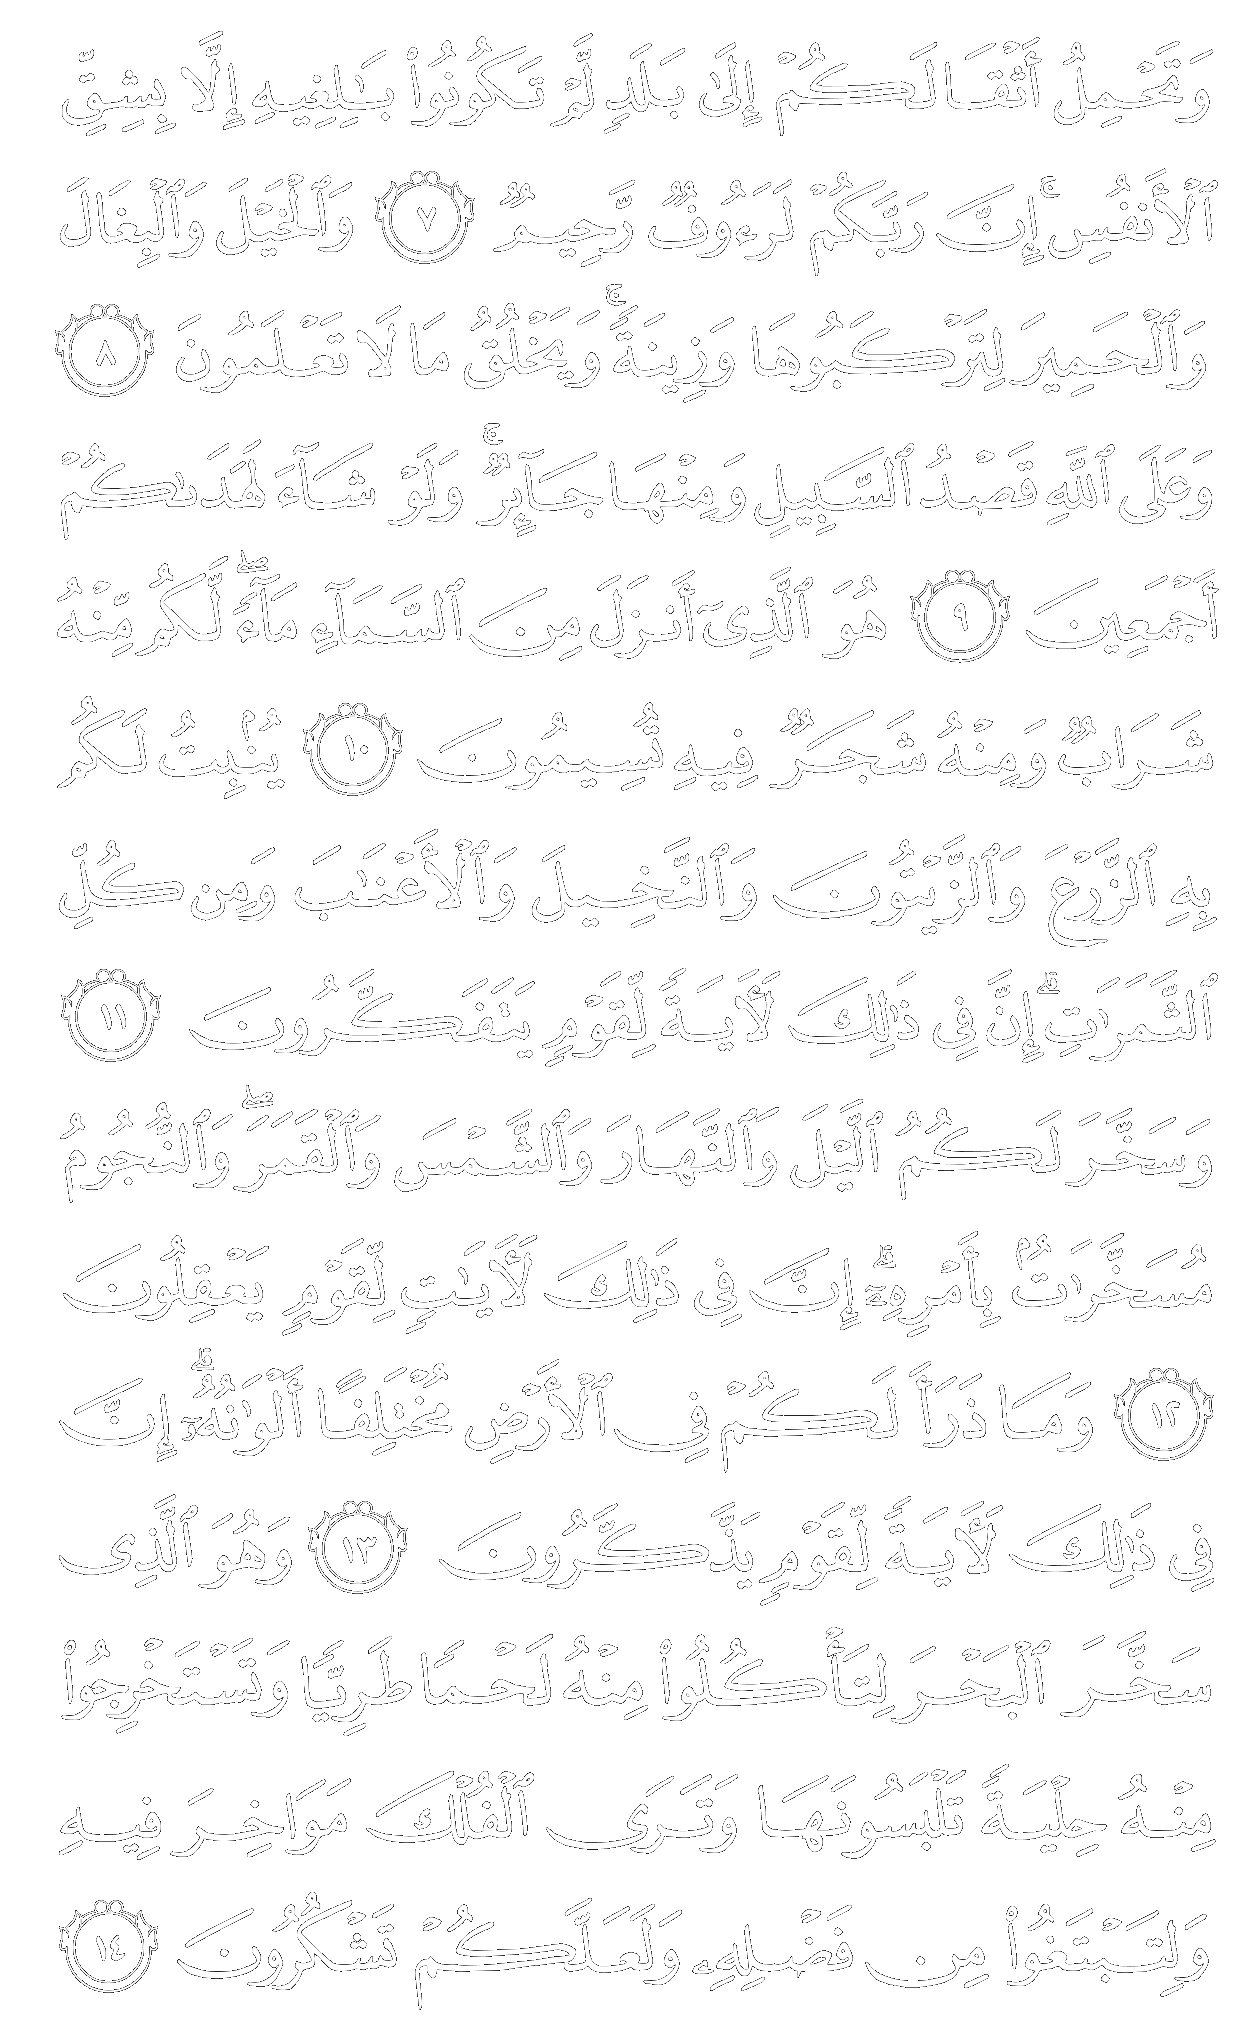 وَتَحْمِلُ أَثْقَالَكُمْ إِلَىٰ بَلَدٍ لَّمْ تَكُونُوا۟ بَـٰلِغِيهِ إِلَّا بِشِقِّ
ٱلْأَنفُسِ ۚ إِنَّ رَبَّكُمْ لَرَءُوفٌ رَّحِيمٌ ٧ وَٱلْخَيْلَ وَٱلْبِغَالَ
وَٱلْحَمِيرَ لِتَرْكَبُوهَا وَزِينَةً ۚ وَيَخْلُقُ مَا لَا تَعْلَمُونَ ٨
وَعَلَى ٱللَّهِ قَصْدُ ٱلسَّبِيلِ وَمِنْهَا جَآئِرٌ ۚ وَلَوْ شَآءَ لَهَدَىٰكُمْ
أَجْمَعِينَ ٩ هُوَ ٱلَّذِىٓ أَنزَلَ مِنَ ٱلسَّمَآءِ مَآءً ۖ لَّكُم مِّنْهُ
شَرَابٌ وَمِنْهُ شَجَرٌ فِيهِ تُسِيمُونَ ١٠ يُنۢبِتُ لَكُم
بِهِ ٱلزَّرْعَ وَٱلزَّيْتُونَ وَٱلنَّخِيلَ وَٱلْأَعْنَـٰبَ وَمِن كُلِّ
ٱلثَّمَرَٰتِ ۗ إِنَّ فِى ذَٰلِكَ لَـَٔايَةً لِّقَوْمٍ يَتَفَكَّرُونَ ١١
وَسَخَّرَ لَكُمُ ٱلَّيْلَ وَٱلنَّهَارَ وَٱلشَّمْسَ وَٱلْقَمَرَ ۖ وَٱلنُّجُومُ
مُسَخَّرَٰتٌۢ بِأَمْرِهِۦٓ ۗ إِنَّ فِى ذَٰلِكَ لَـَٔايَـٰتٍ لِّقَوْمٍ يَعْقِلُونَ
١٢ وَمَا ذَرَأَ لَكُمْ فِى ٱلْأَرْضِ مُخْتَلِفًا أَلْوَٰنُهُۥٓ ۗ إِنَّ
فِى ذَٰلِكَ لَـَٔايَةً لِّقَوْمٍ يَذَّكَّرُونَ ١٣ وَهُوَ ٱلَّذِى
سَخَّرَ ٱلْبَحْرَ لِتَأْكُلُوا۟ مِنْهُ لَحْمًا طَرِيًّا وَتَسْتَخْرِجُوا۟
مِنْهُ حِلْيَةً تَلْبَسُونَهَا وَتَرَى ٱلْفُلْكَ مَوَاخِرَ فِيهِ
وَلِتَبْتَغُوا۟ مِن فَضْلِهِۦ وَلَعَلَّكُمْ تَشْكُرُونَ ١٤